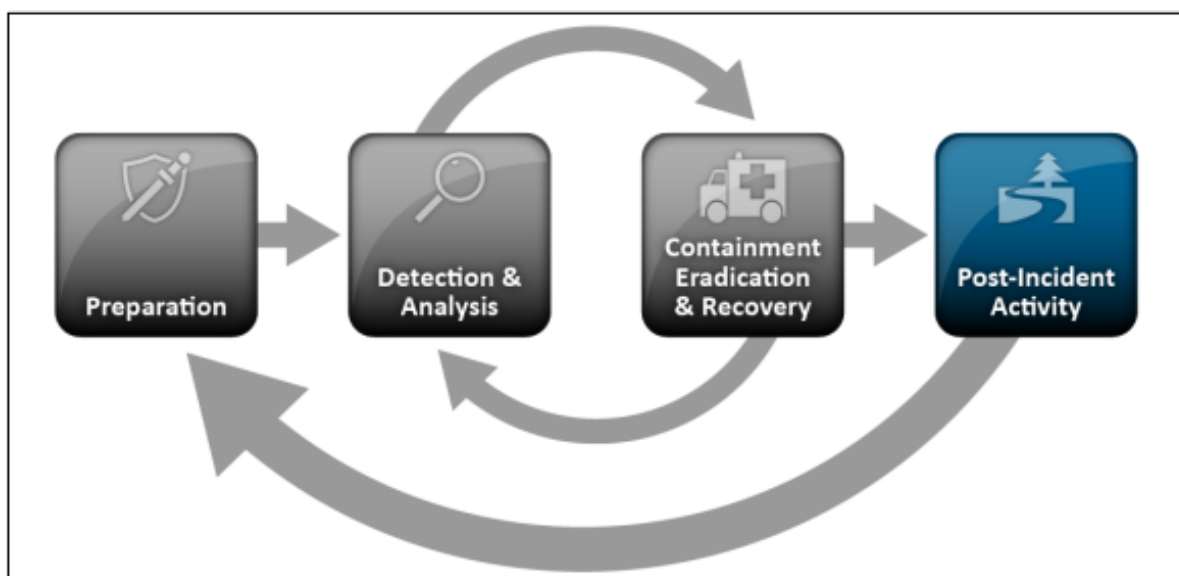 Preparation
Detection &
Analysis
Containment
Eradication
& Recovery
Post-Incident
Activity